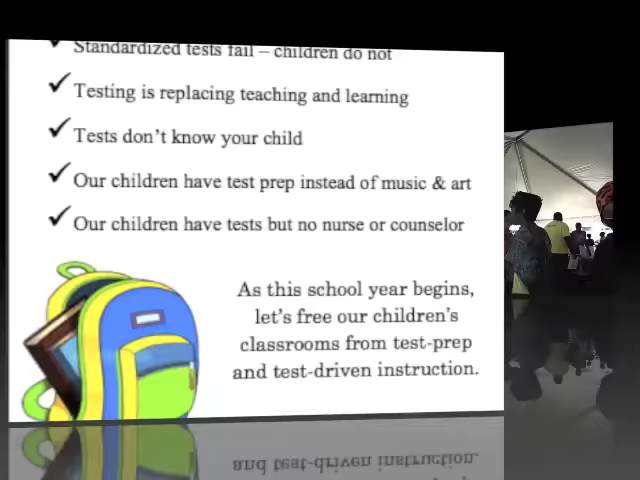 ✓ Standardized tests fail – children do not
✓ Testing is replacing teaching and learning
✓ Tests don't know your child
✓ Our children have test prep instead of music & art
✓ Our children have tests but no nurse or counselor
As this school year begins,
let's free our children's
classrooms from test-prep
and test-driven instruction.